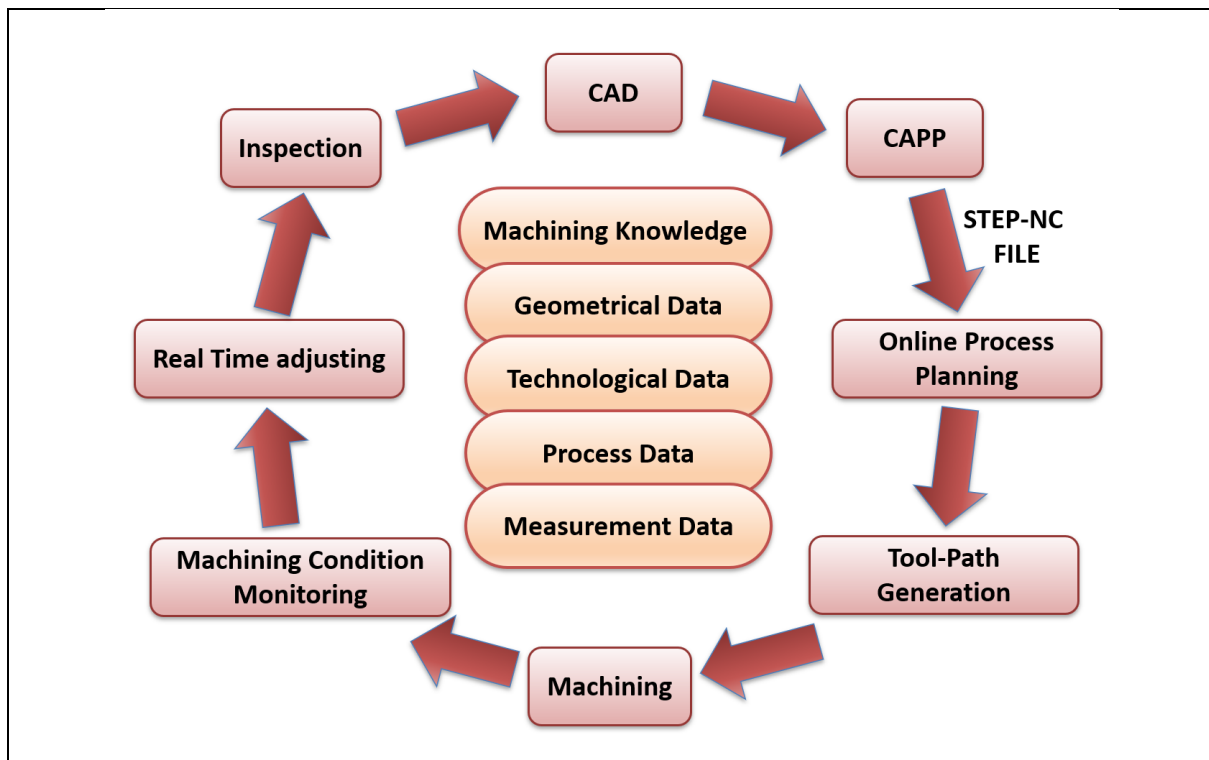 CAD
CAPP
STEP-NC
FILE
Online Process
Planning
Tool-Path
Generation
Machining
Machining Condition
Monitoring
Real Time adjusting
Inspection
Machining Knowledge
Geometrical Data
Technological Data
Process Data
Measurement Data